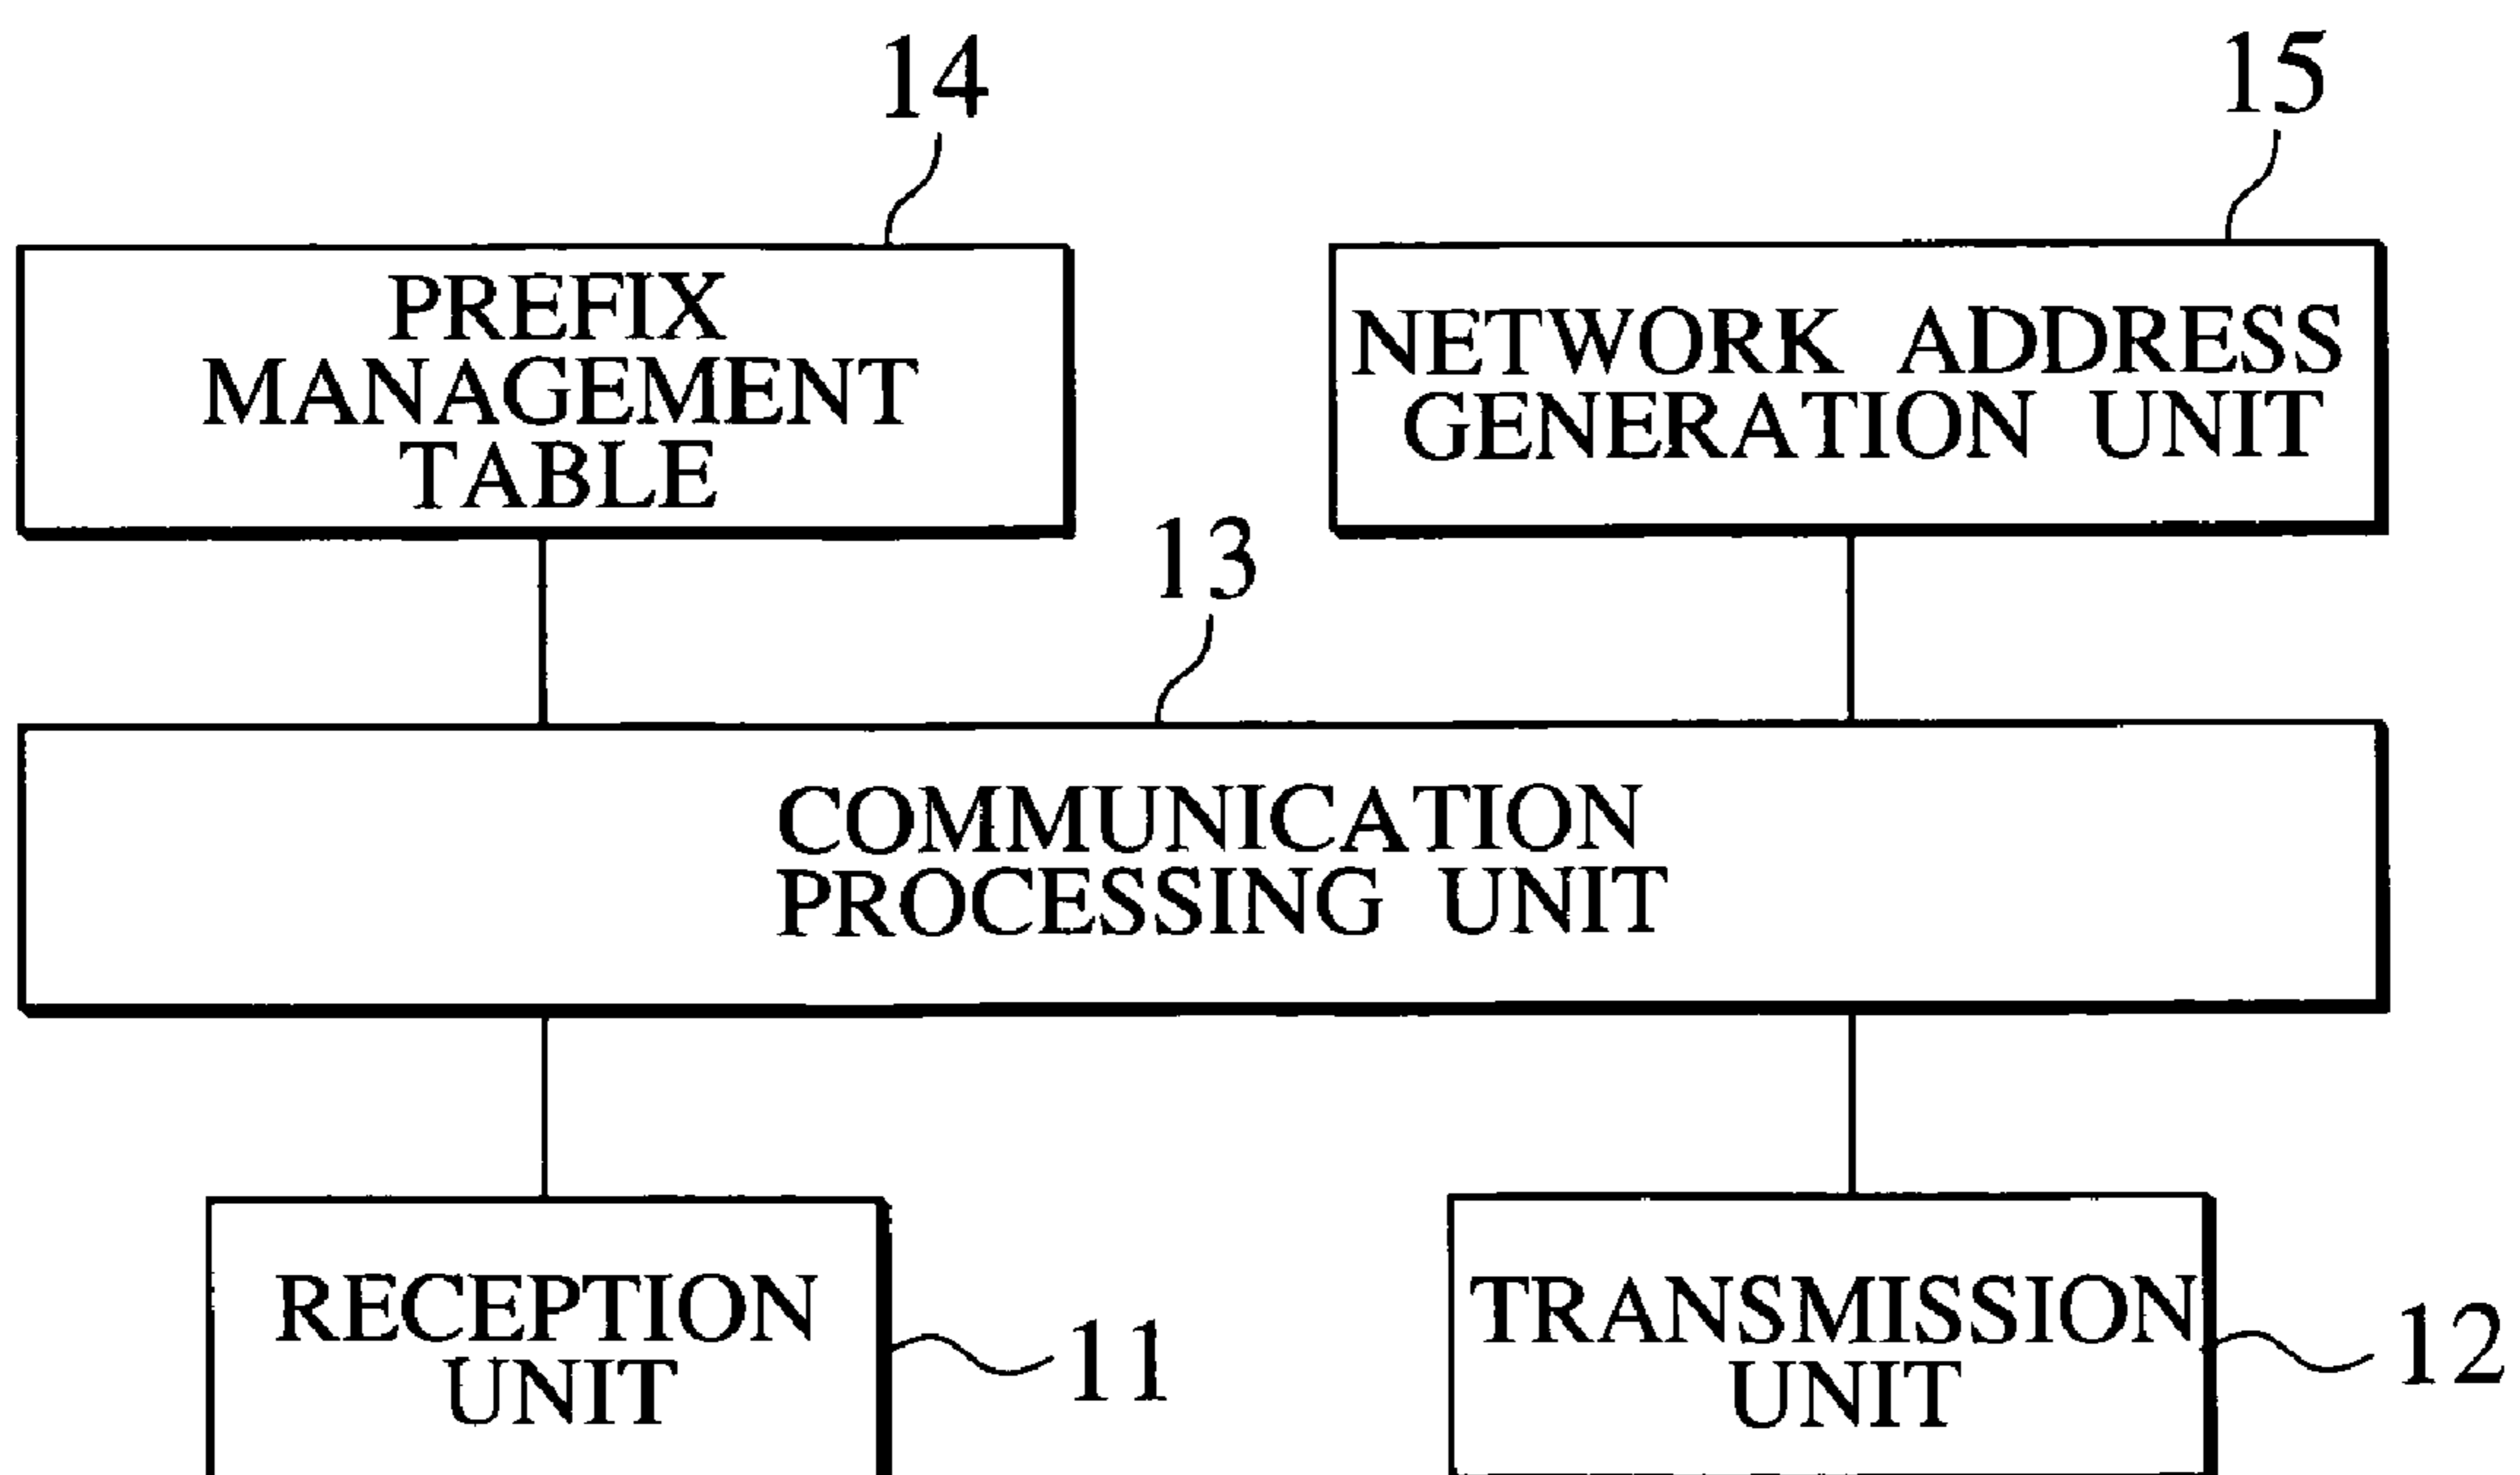 14
15
PREFIX
MANAGEMENT
TABLE
NETWORK ADDRESS
GENERATION UNIT
13
COMMUNICATION
PROCESSING UNIT
RECEPTION
UNIT
11
TRANSMISSION
UNIT
12